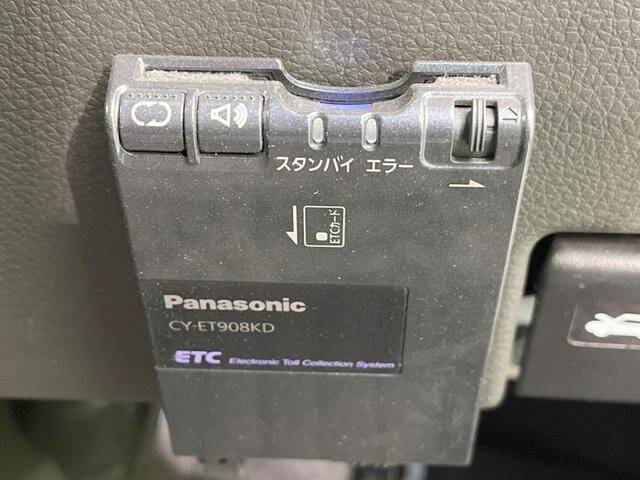 スタンバイ エラー
ETCカード
Panasonic
CY-ET908KD
ETC Electronic Toll Collection System